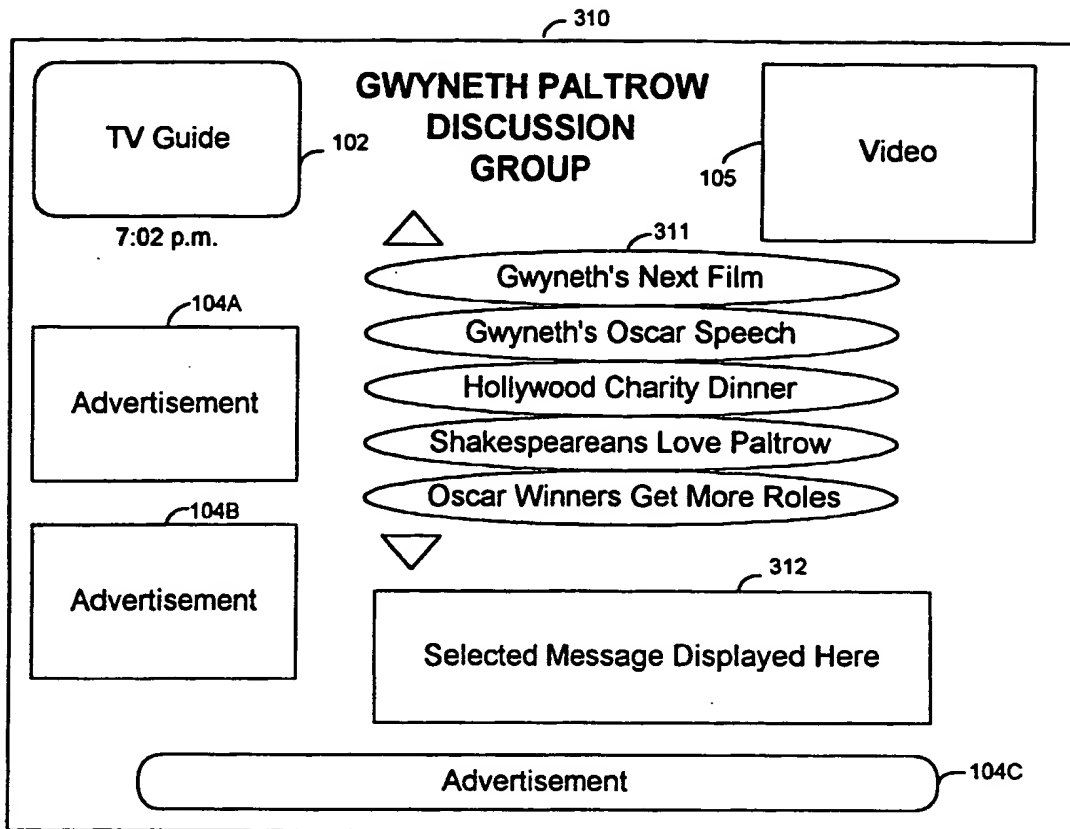 310
GWYNETH PALTROW
DISCUSSION
GROUP
TV Guide
102
7:02 p.m.
105
Video
311
Gwyneth's Next Film
Gwyneth's Oscar Speech
Hollywood Charity Dinner
Shakespeareans Love Paltrow
Oscar Winners Get More Roles
104A
Advertisement
104B
Advertisement
312
Selected Message Displayed Here
Advertisement
104C